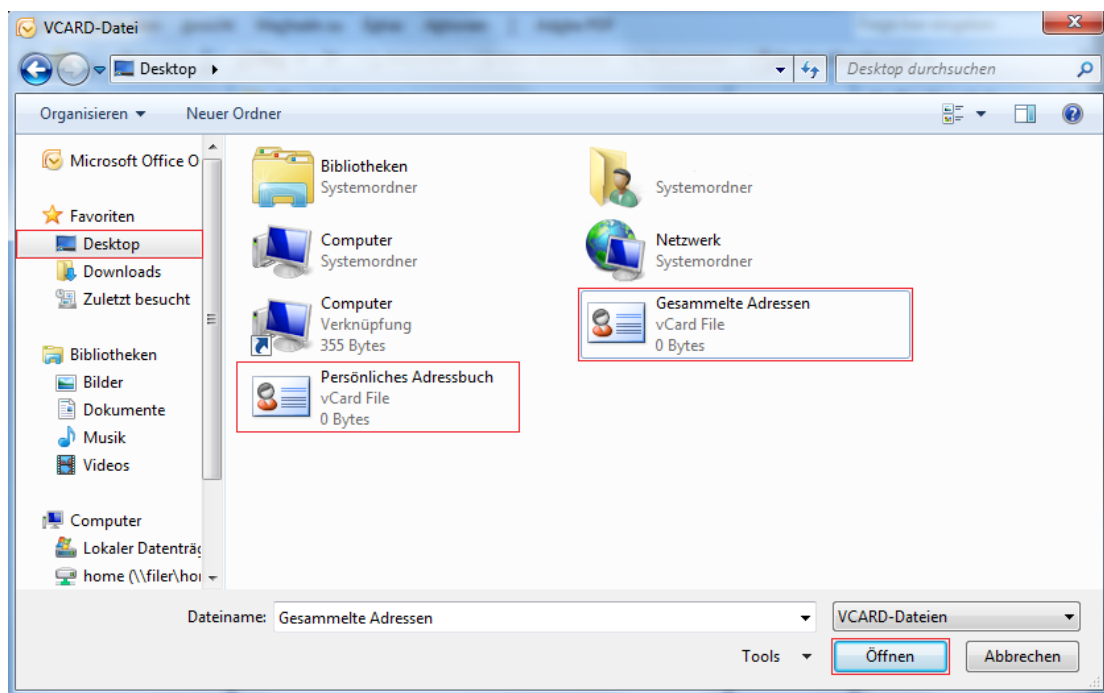 VCARD-Datei
Desktop
Desktop durchsuchen
Organisieren
Neuer Ordner
Microsoft Office O
Favoriten
Desktop
Downloads
Zuletzt besucht
Bibliotheken
Bilder
Dokumente
Musik
Videos
Computer
Lokaler Datenträg
home (\\filer\hoı
Bibliotheken
Systemordner
Systemordner
Computer
Systemordner
Netzwerk
Systemordner
Computer
Verknüpfung
355 Bytes
Gesammelte Adressen
vCard File
0 Bytes
Persönliches Adressbuch
vCard File
0 Bytes
Dateiname: Gesammelte Adressen
VCARD-Dateien
Tools
Öffnen
Abbrechen